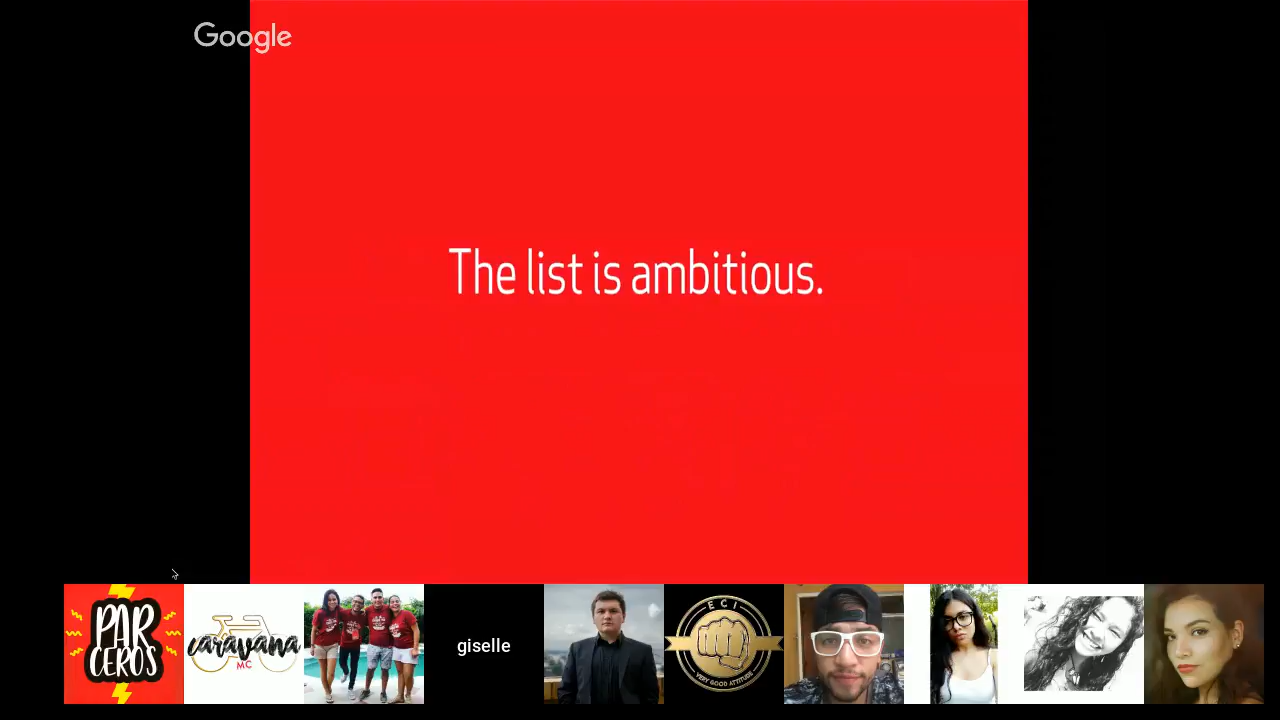 Google
The list is ambitious.
PAR
CEROS
caravana
MC
giselle
ECI
VERY GOOD ATTITUDE